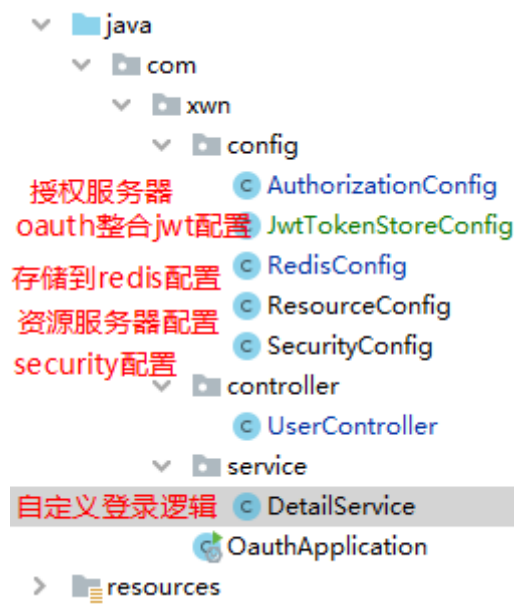 java
com
xwn
config
授权服务器 AuthorizationConfig
oauth整合jwt配置 JwtTokenStoreConfig
存储到redis配置 RedisConfig
资源服务器配置 ResourceConfig
security配置 SecurityConfig
controller
UserController
service
自定义登录逻辑 DetailService
OauthApplication
resources